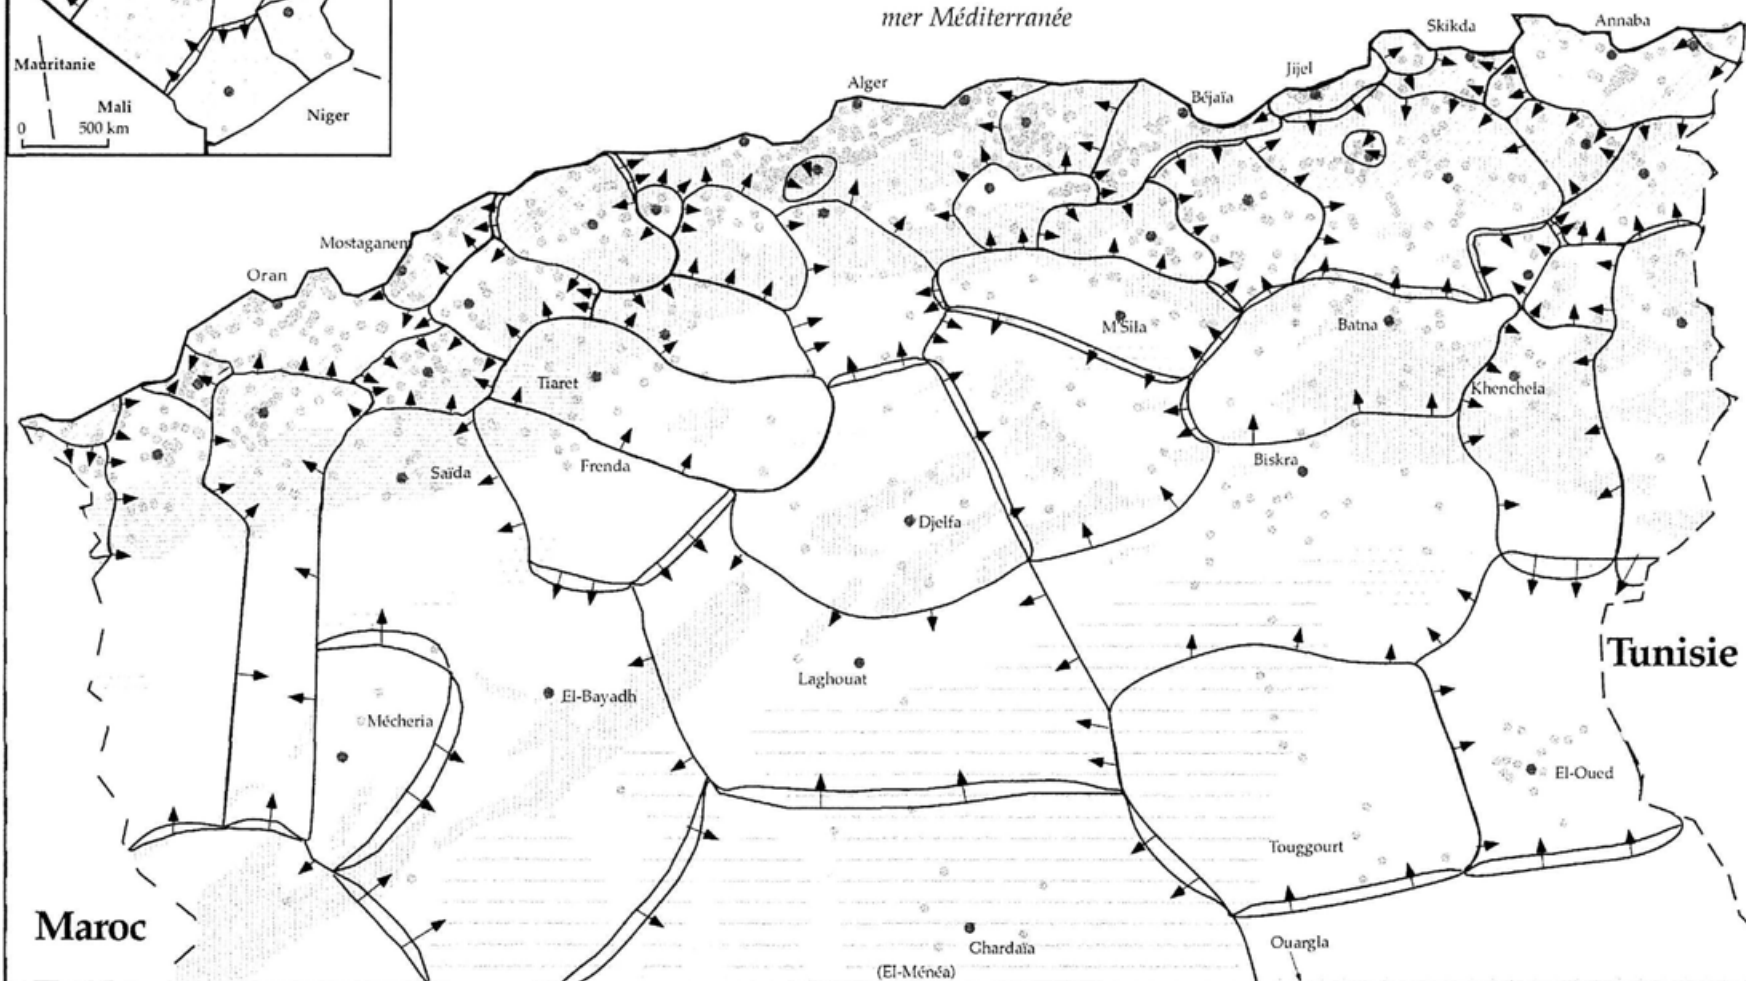 mer Méditerranée
Mauritanie
Mali
Niger
0 500 km
Annaba
Skikda
Jijel
Béjaïa
Alger
Mostaganem
Oran
M'Sila
Batna
Khenchela
Tiaret
Frenda
Saïda
Biskra
Djelfa
Laghouat
El-Bayadh
Mécheria
Tunisie
El-Oued
Touggourt
Maroc
Ghardaïa
(El-Ménéa)
Ouargla